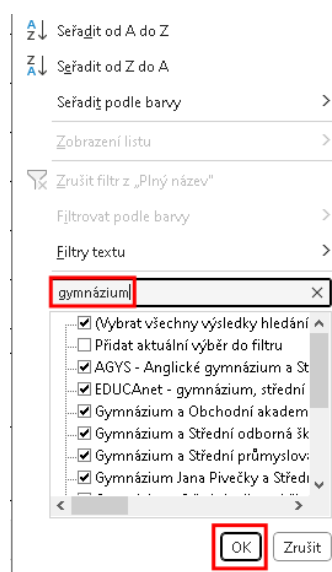 Seřadit od A do Z
Seřadit od Z do A
Seřadit podle barvy
Zobrazení listu
Zrušit filtr z „Plný název"
Filtrovat podle barvy
Filtry textu
gymnázium
(Vybrat všechny výsledky hledání
Přidat aktuální výběr do filtru
AGYS - Anglické gymnázium a St
EDUCAnet - gymnázium, střední
Gymnázium a Obchodní akadem
Gymnázium a Střední odborná šk
Gymnázium a Střední průmyslov
Gymnázium Jana Pivečky a Středi
OK Zrušit